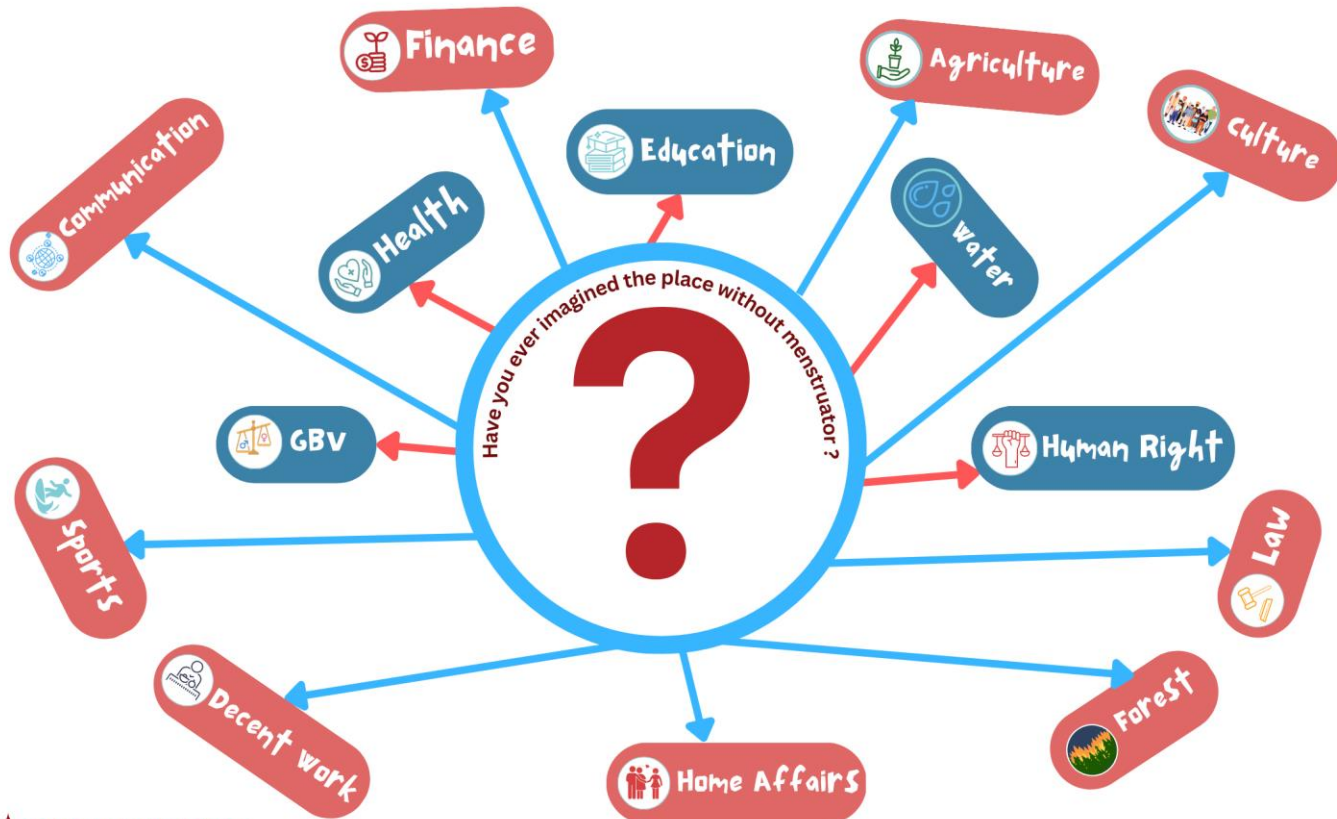 Finance
Agriculture
Culture
Communication
Education
Health
Water
Have you ever imagined the place without menstruator ?
?
GBV
Human Right
Sports
Law
Decent work
Forest
Home Affairs